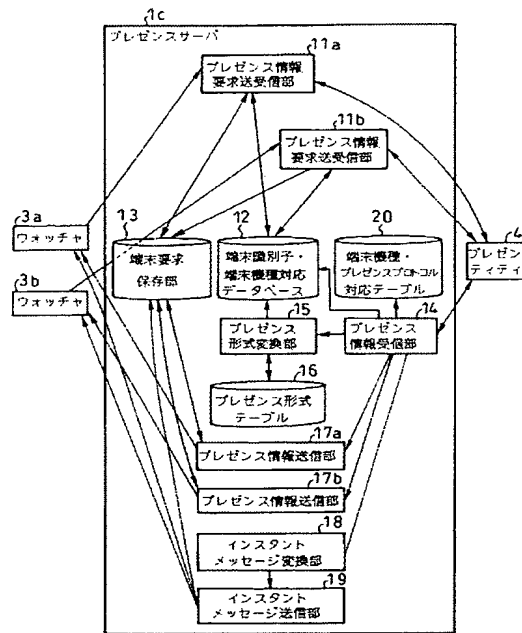 1c
プレゼンスサーバ
11a
プレゼンス情報
要求送受信部
11b
プレゼンス情報
要求送受信部
3a
ウォッチャ
3b
ウォッチャ
13
端末要求
保存部
12
端末識別子・
端末機種対応
データベース
20
端末機種・
プレゼンスプロトコル
対応テーブル
4
プレゼン
ティティ
15
プレゼンス
形式変換部
14
プレゼンス
情報受信部
16
プレゼンス形式
テーブル
17a
プレゼンス情報送信部
17b
プレゼンス情報送信部
18
インスタント
メッセージ変換部
19
インスタント
メッセージ送信部